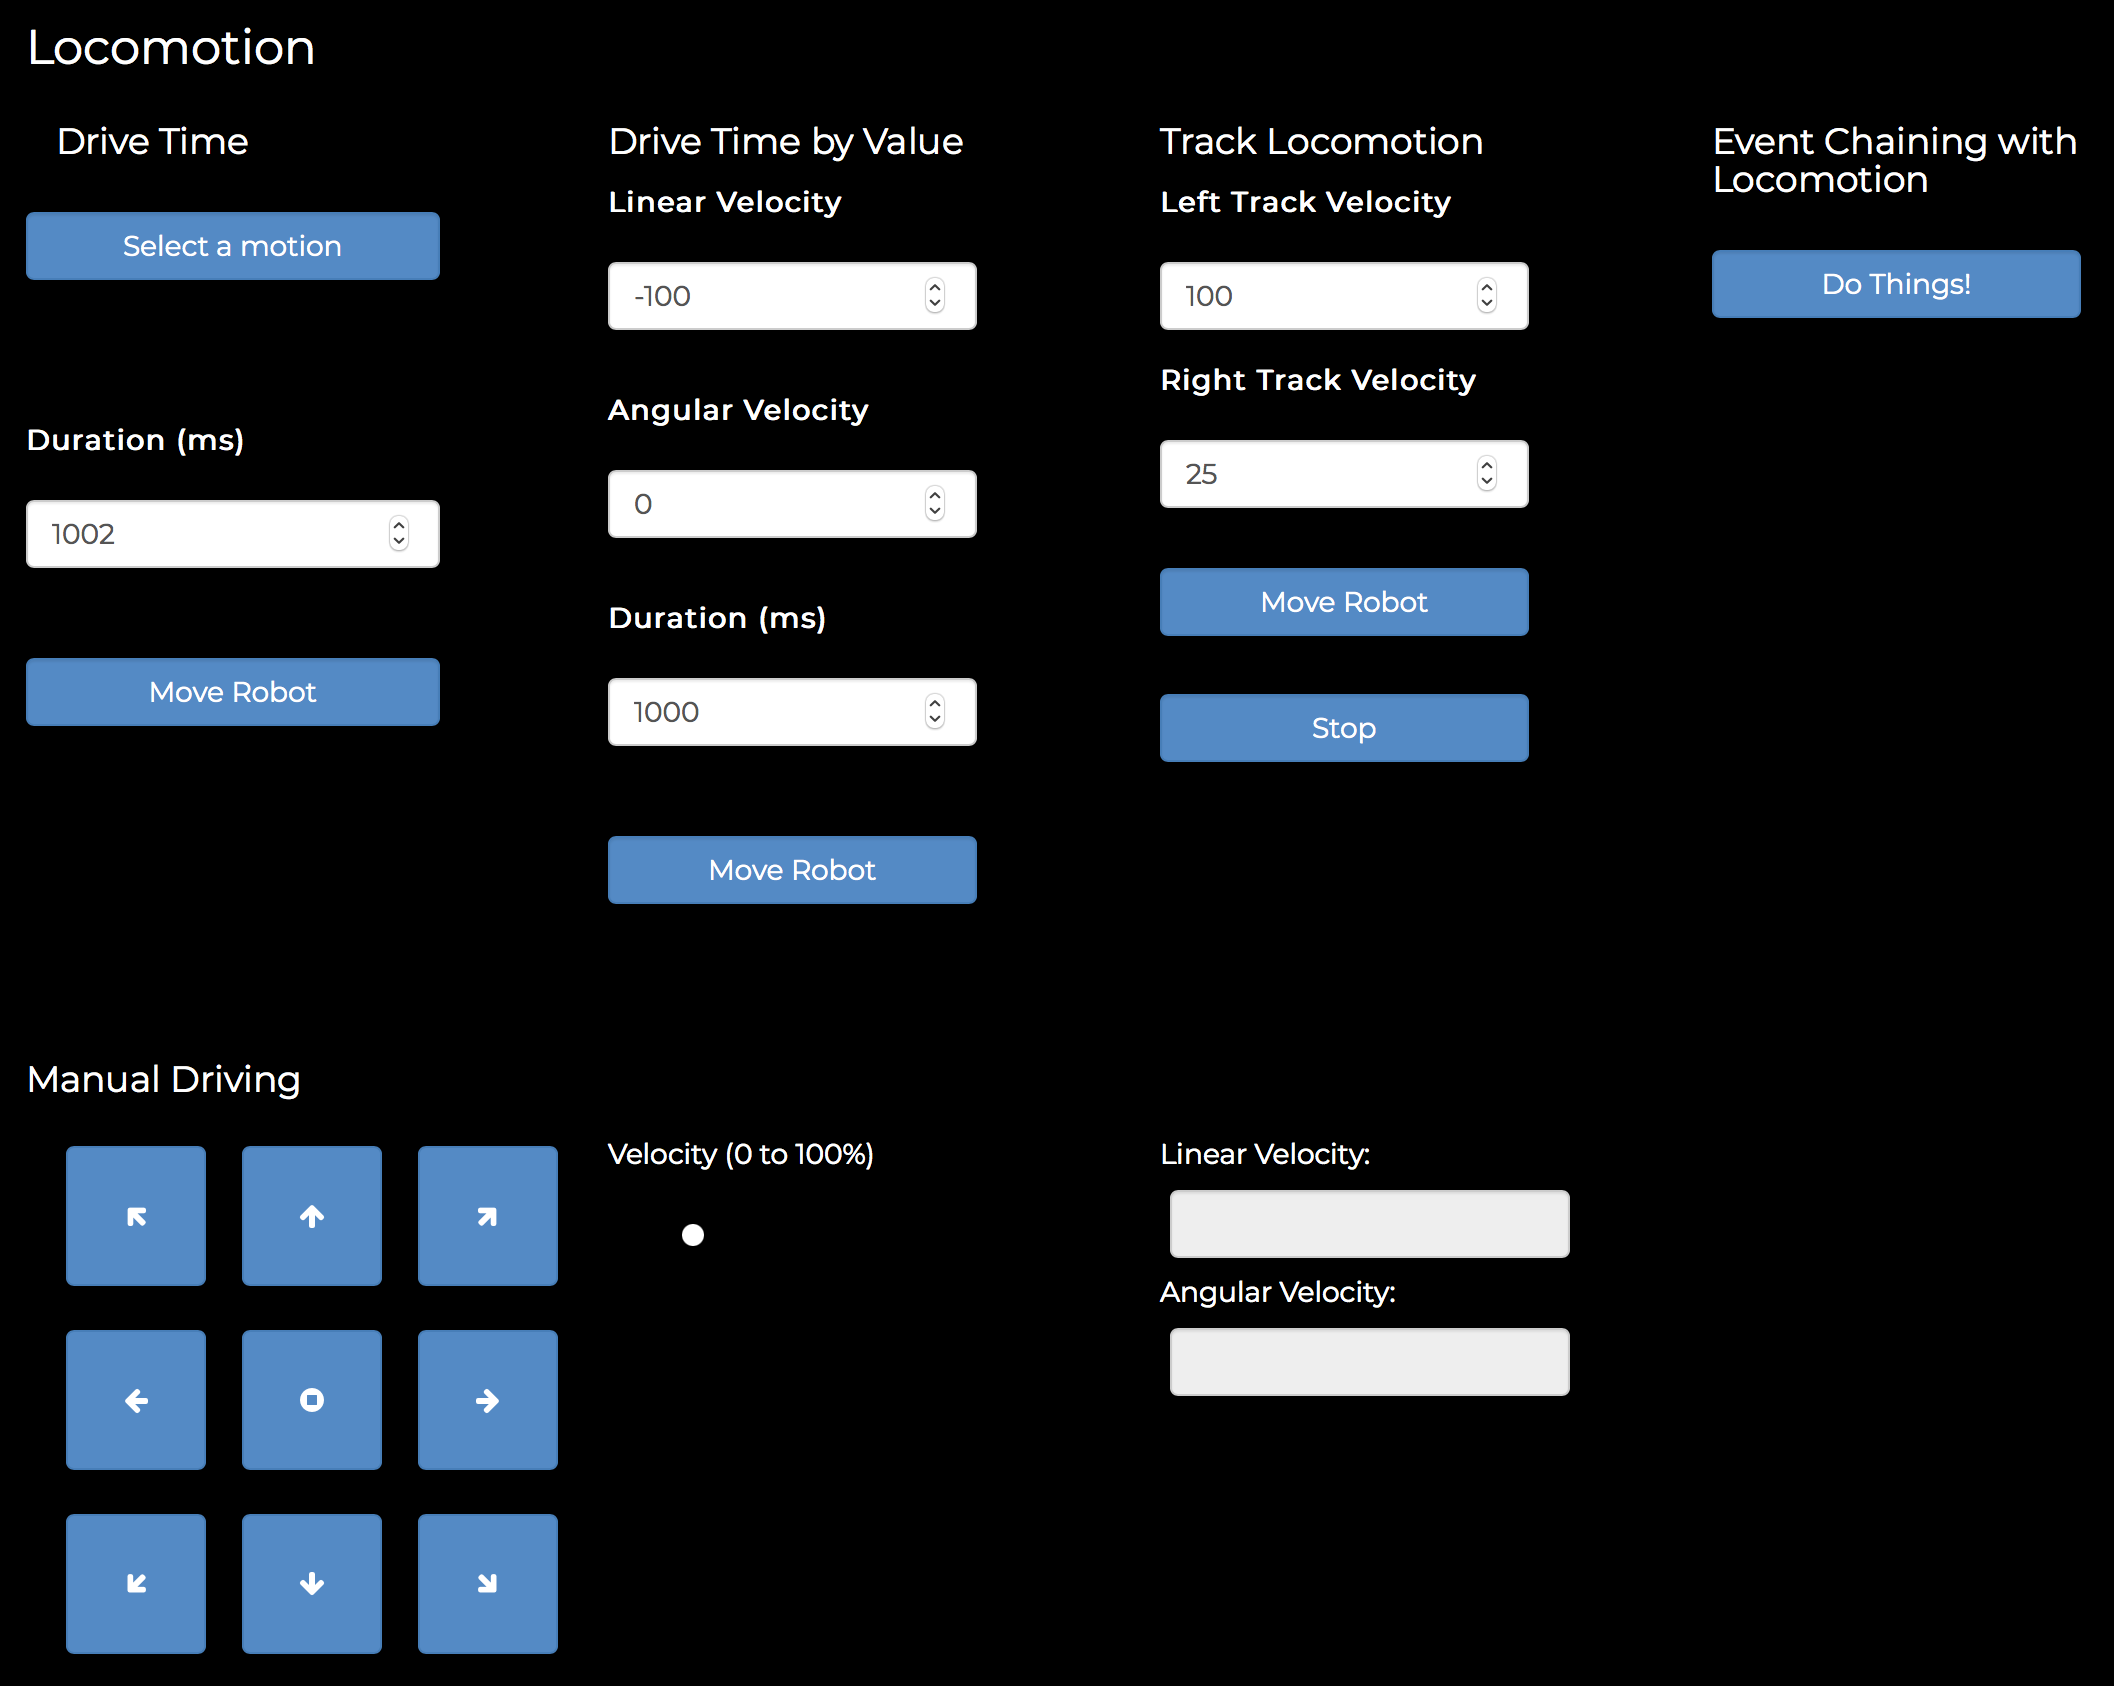 Locomotion
Drive Time
Select a motion
Duration (ms)
1002
Move Robot
Drive Time by Value
Linear Velocity
-100
Angular Velocity
0
Duration (ms)
1000
Move Robot
Track Locomotion
Left Track Velocity
100
Right Track Velocity
25
Move Robot
Stop
Event Chaining with
Locomotion
Do Things!
Manual Driving
Velocity (0 to 100%)
Linear Velocity:
Angular Velocity: